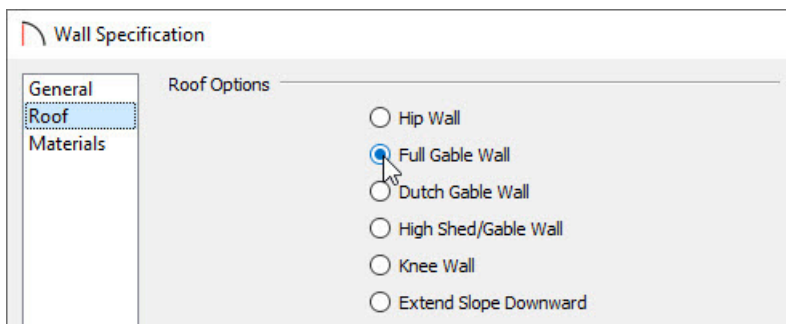 Wall Specification
General
Roof
Materials
Roof Options
Hip Wall
Full Gable Wall
Dutch Gable Wall
High Shed/Gable Wall
Knee Wall
Extend Slope Downward